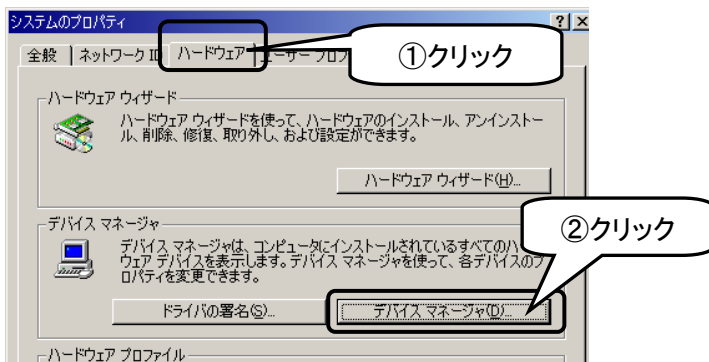 システムのプロパティ
全般 ネットワーク ID ハードウェア ユーザー プロフ
①クリック
ハードウェア ウィザード
ハードウェア ウィザードを使って、ハードウェアのインストール、アンインストー
ル、削除、修復、取り外し、および設定ができます。
ハードウェア ウィザード(H)...
デバイス マネージャ
②クリック
デバイス マネージャは、コンピュータにインストールされているすべてのハ
ウェア デバイスを表示します。デバイス マネージャを使って、各デバイスのプ
ロパティを変更できます。
ドライバの署名(S)...
デバイス マネージャ(D)...
ハードウェア プロファイル